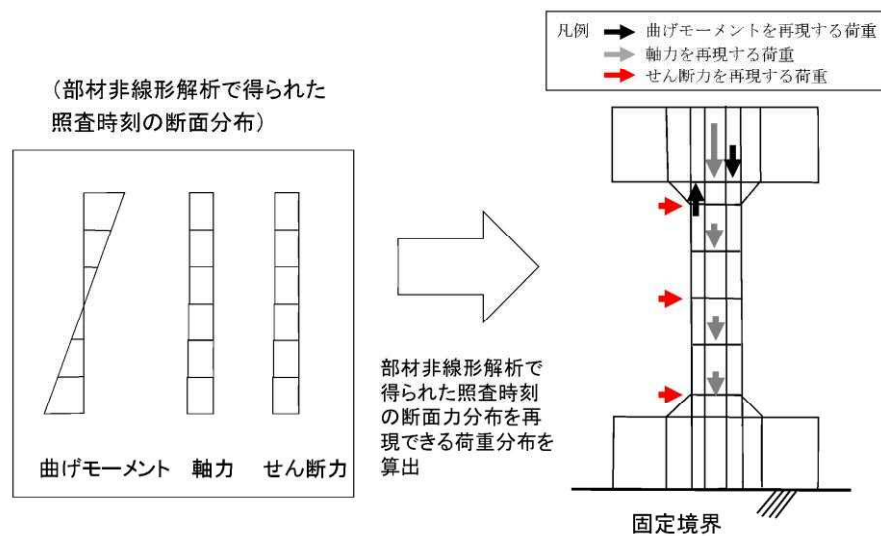 凡例 曲げモーメントを再現する荷重
軸力を再現する荷重
せん断力を再現する荷重
(部材非線形解析で得られた
照査時刻の断面分布)
曲げモーメント 軸力 せん断力
部材非線形解析で
得られた照査時刻
の断面力分布を再
現できる荷重分布を
算出
固定境界